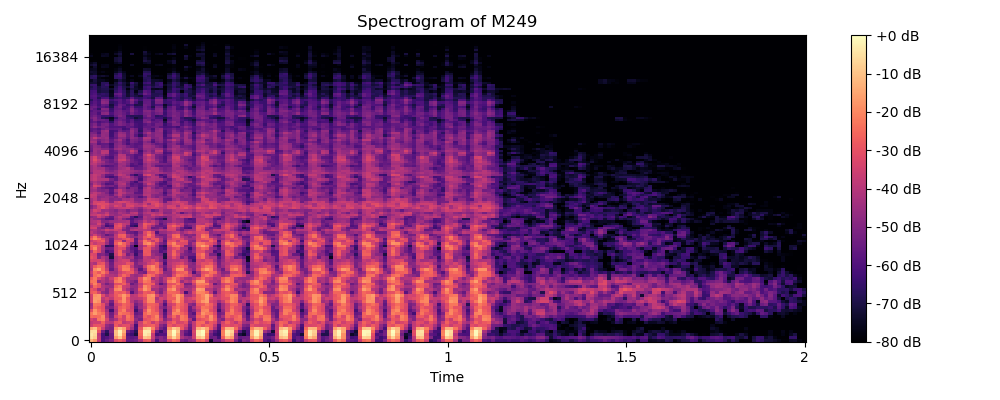 Spectrogram of M249
Hz
16384
8192
4096
2048
1024
512
0
0 0.5 1 1.5 2
Time
+0 dB
-10 dB
-20 dB
-30 dB
-40 dB
-50 dB
-60 dB
-70 dB
-80 dB